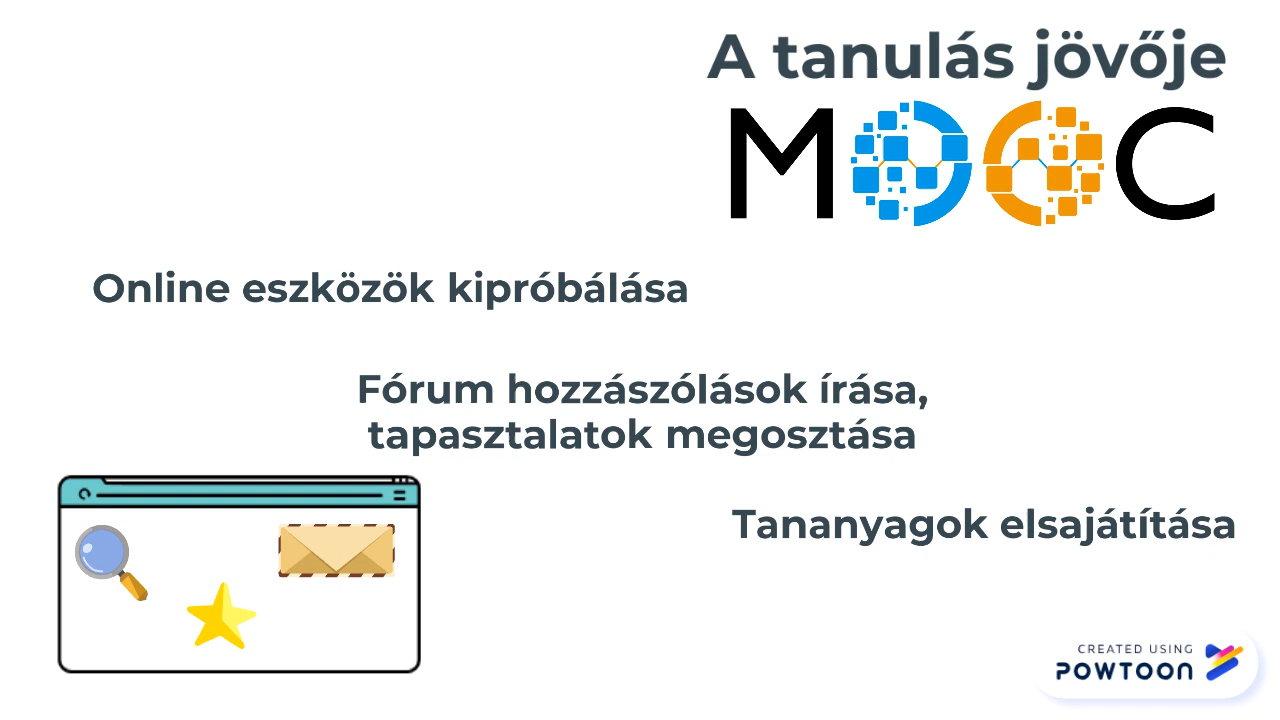 A tanulás jövője
MOOC
Online eszközök kipróbálása
Fórum hozzászólások írása,
tapasztalatok megosztása
Tananyagok elsajátítása
CREATED USING
POWTOON